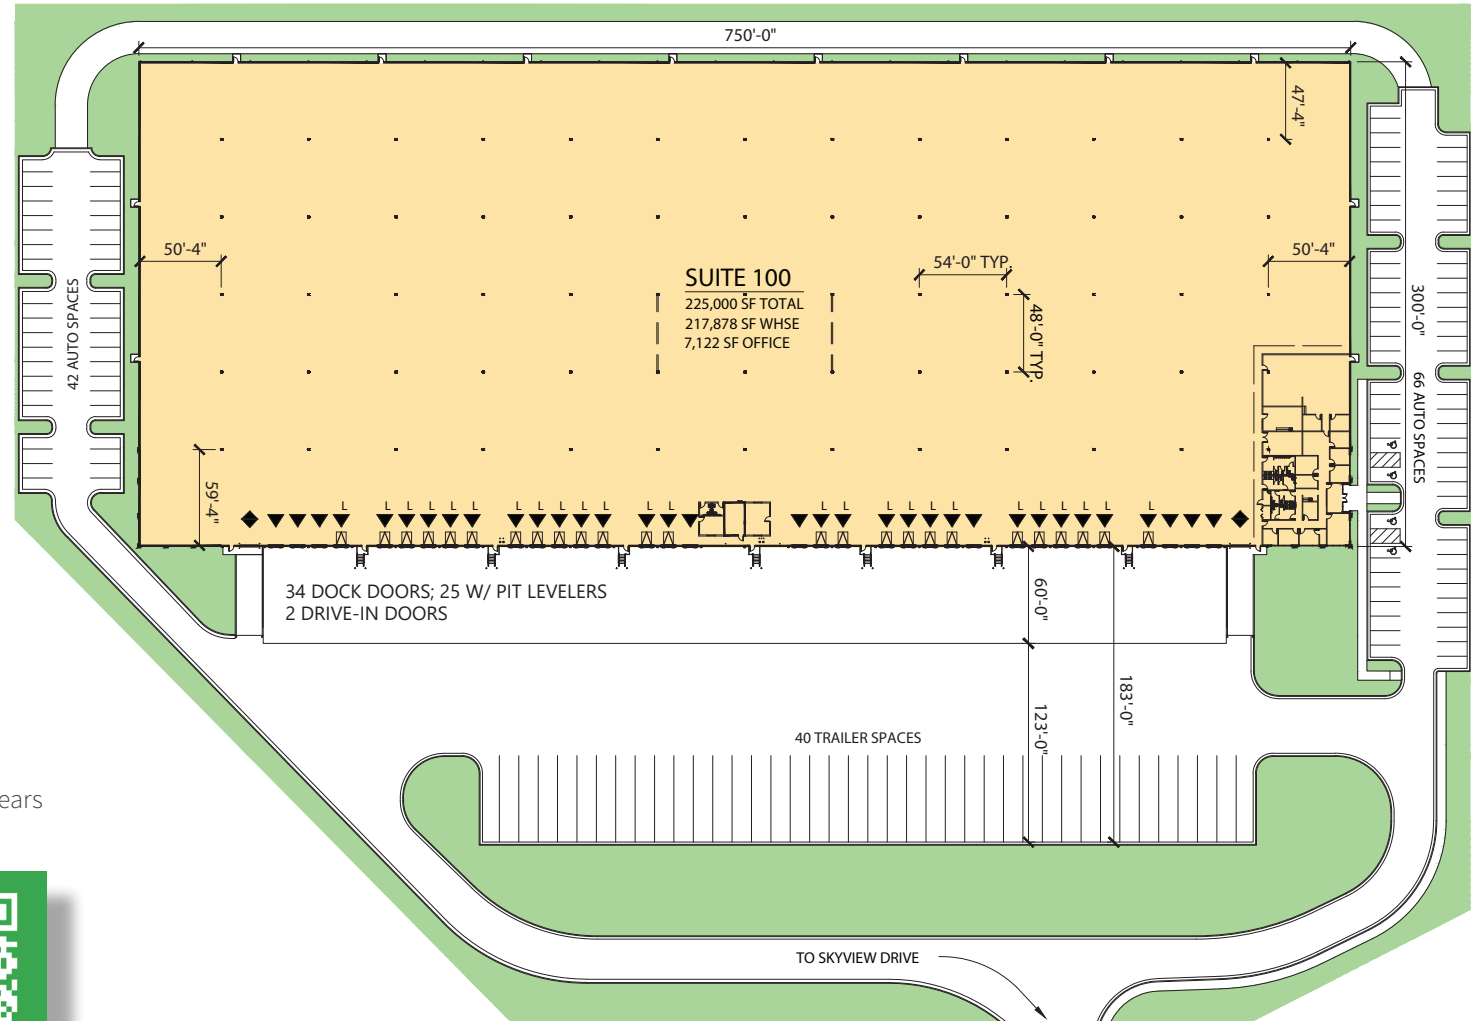 750'-0"
47'-4"
50'-4"
SUITE 100
225,000 SF TOTAL
217,878 SF WHSE
7,122 SF OFFICE
54'-0" TYP.
48'-0" TYP.
50'-4"
300'-0"
42 AUTO SPACES
66 AUTO SPACES
59'-4"
L L L L L L L L L L L L L L L L L L L L L L L L L
34 DOCK DOORS; 25 W/ PIT LEVELERS
2 DRIVE-IN DOORS
60'-0"
183'-0"
123'-0"
40 TRAILER SPACES
ears
TO SKYVIEW DRIVE